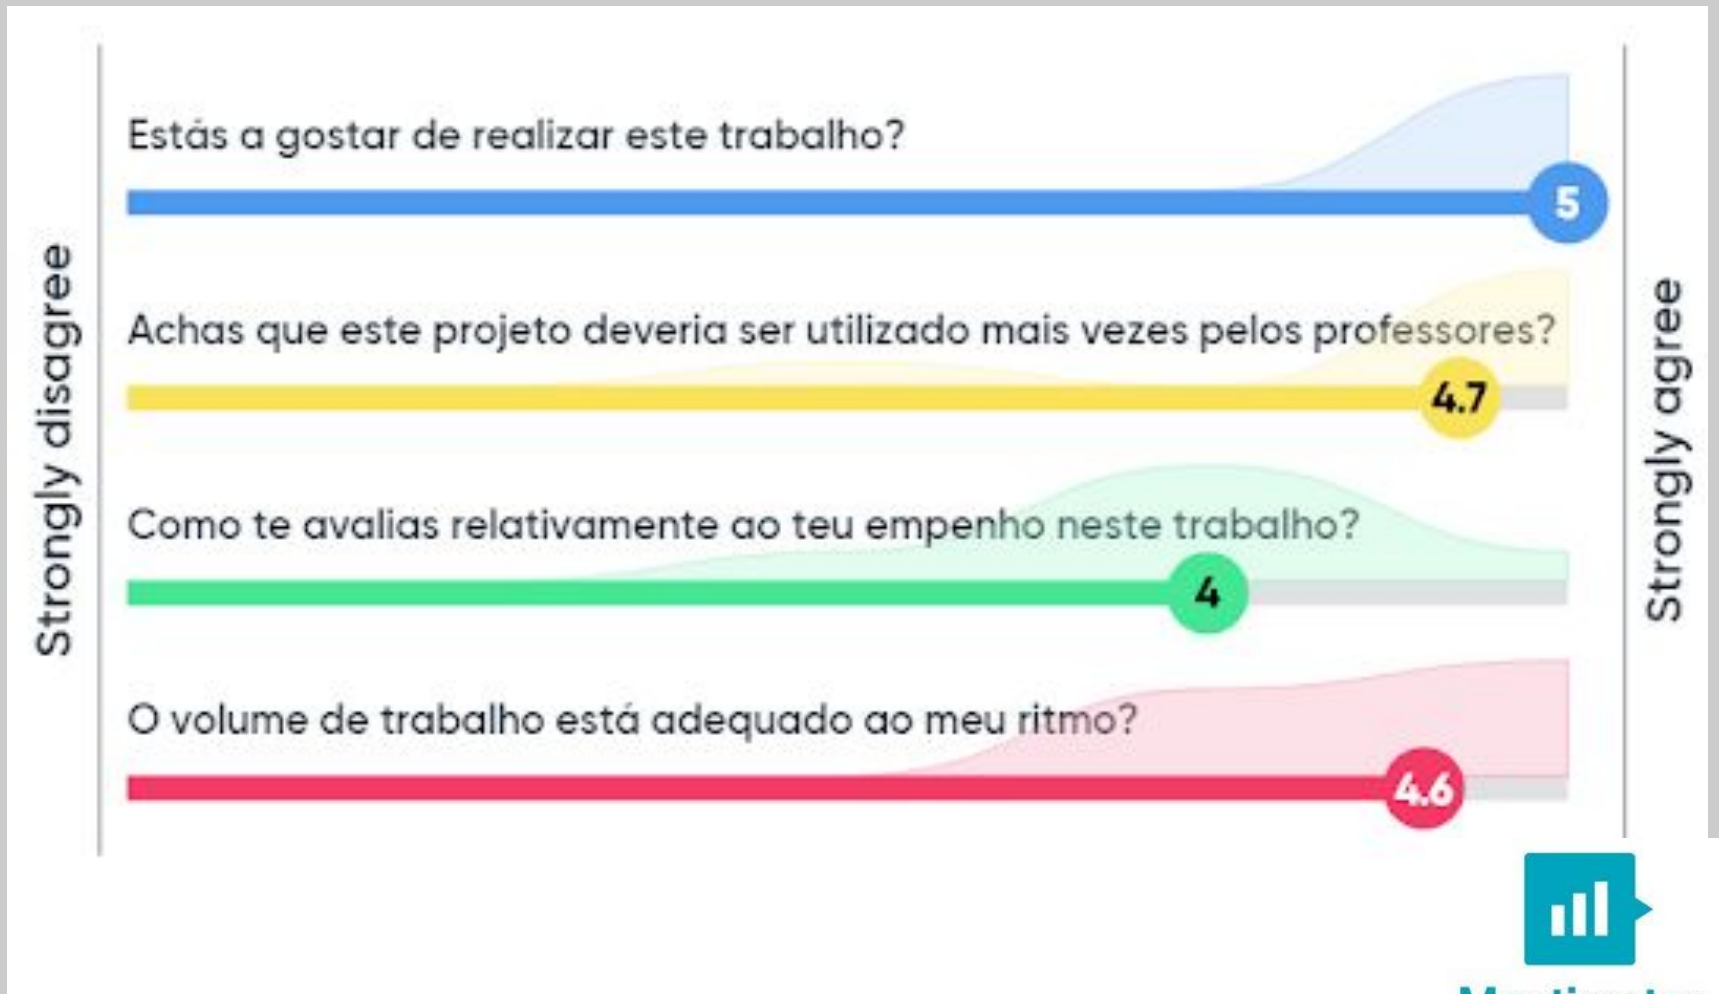 Strongly disagree
Estás a gostar de realizar este trabalho?
5
Achas que este projeto deveria ser utilizado mais vezes pelos professores?
4.7
Como te avalias relativamente ao teu empenho neste trabalho?
4
O volume de trabalho está adequado ao meu ritmo?
4.6
Strongly agree